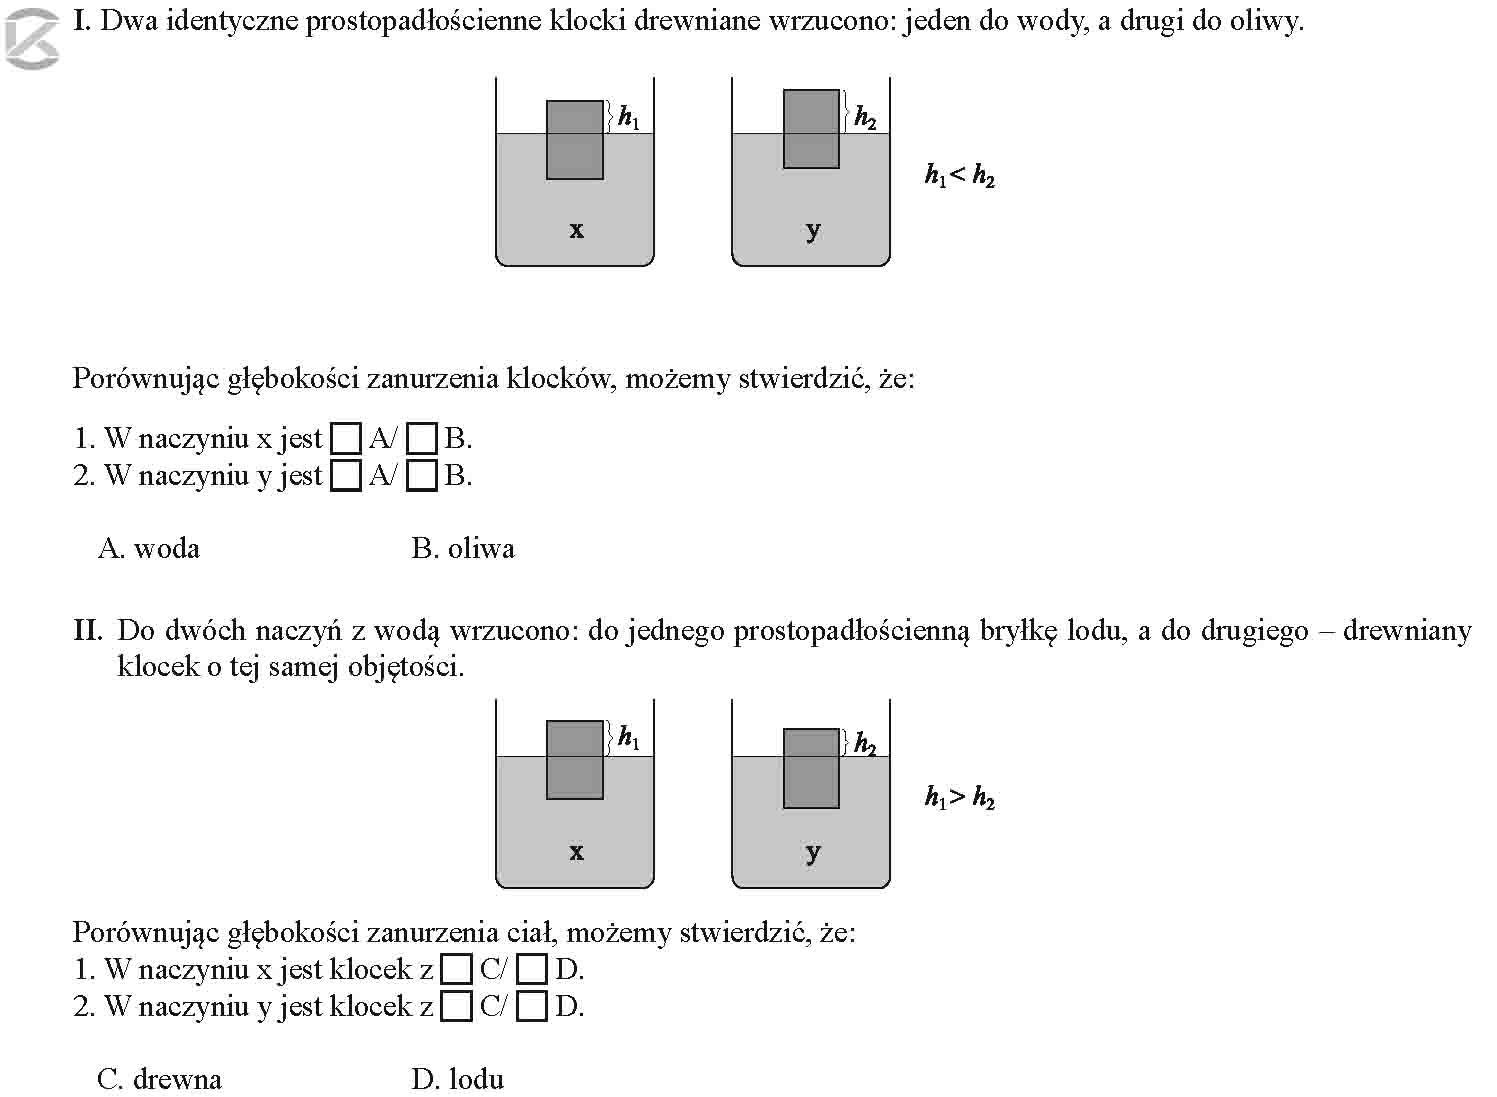 I. Dwa identyczne prostopadłościenne klocki drewniane wrzucono: jeden do wody, a drugi do oliwy.
h₁
h₂
h₁ < h₂
x
y
Porównując głębokości zanurzenia klocków, możemy stwierdzić, że:
1. W naczyniu x jest □ A/ □ B.
2. W naczyniu y jest □ A/ □ B.
A. woda B. oliwa
II. Do dwóch naczyń z wodą wrzucono: do jednego prostopadłościenną bryłkę lodu, a do drugiego – drewniany
klocek o tej samej objętości.
h₁
h₂
h₁ > h₂
x
y
Porównując głębokości zanurzenia ciał, możemy stwierdzić, że:
1. W naczyniu x jest klocek z □ C/ □ D.
2. W naczyniu y jest klocek z □ C/ □ D.
C. drewna D. lodu